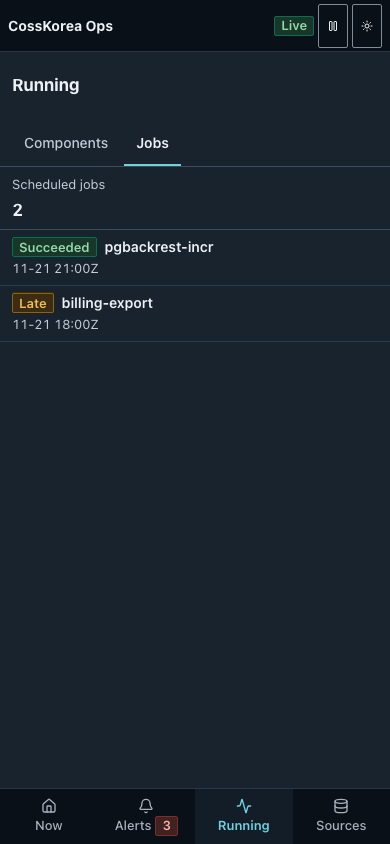 CossKorea Ops
Live
Running
Components Jobs
Scheduled jobs
2
Succeeded pgbackrest-incr
11-21 21:00Z
Late billing-export
11-21 18:00Z
Now Alerts 3 Running Sources